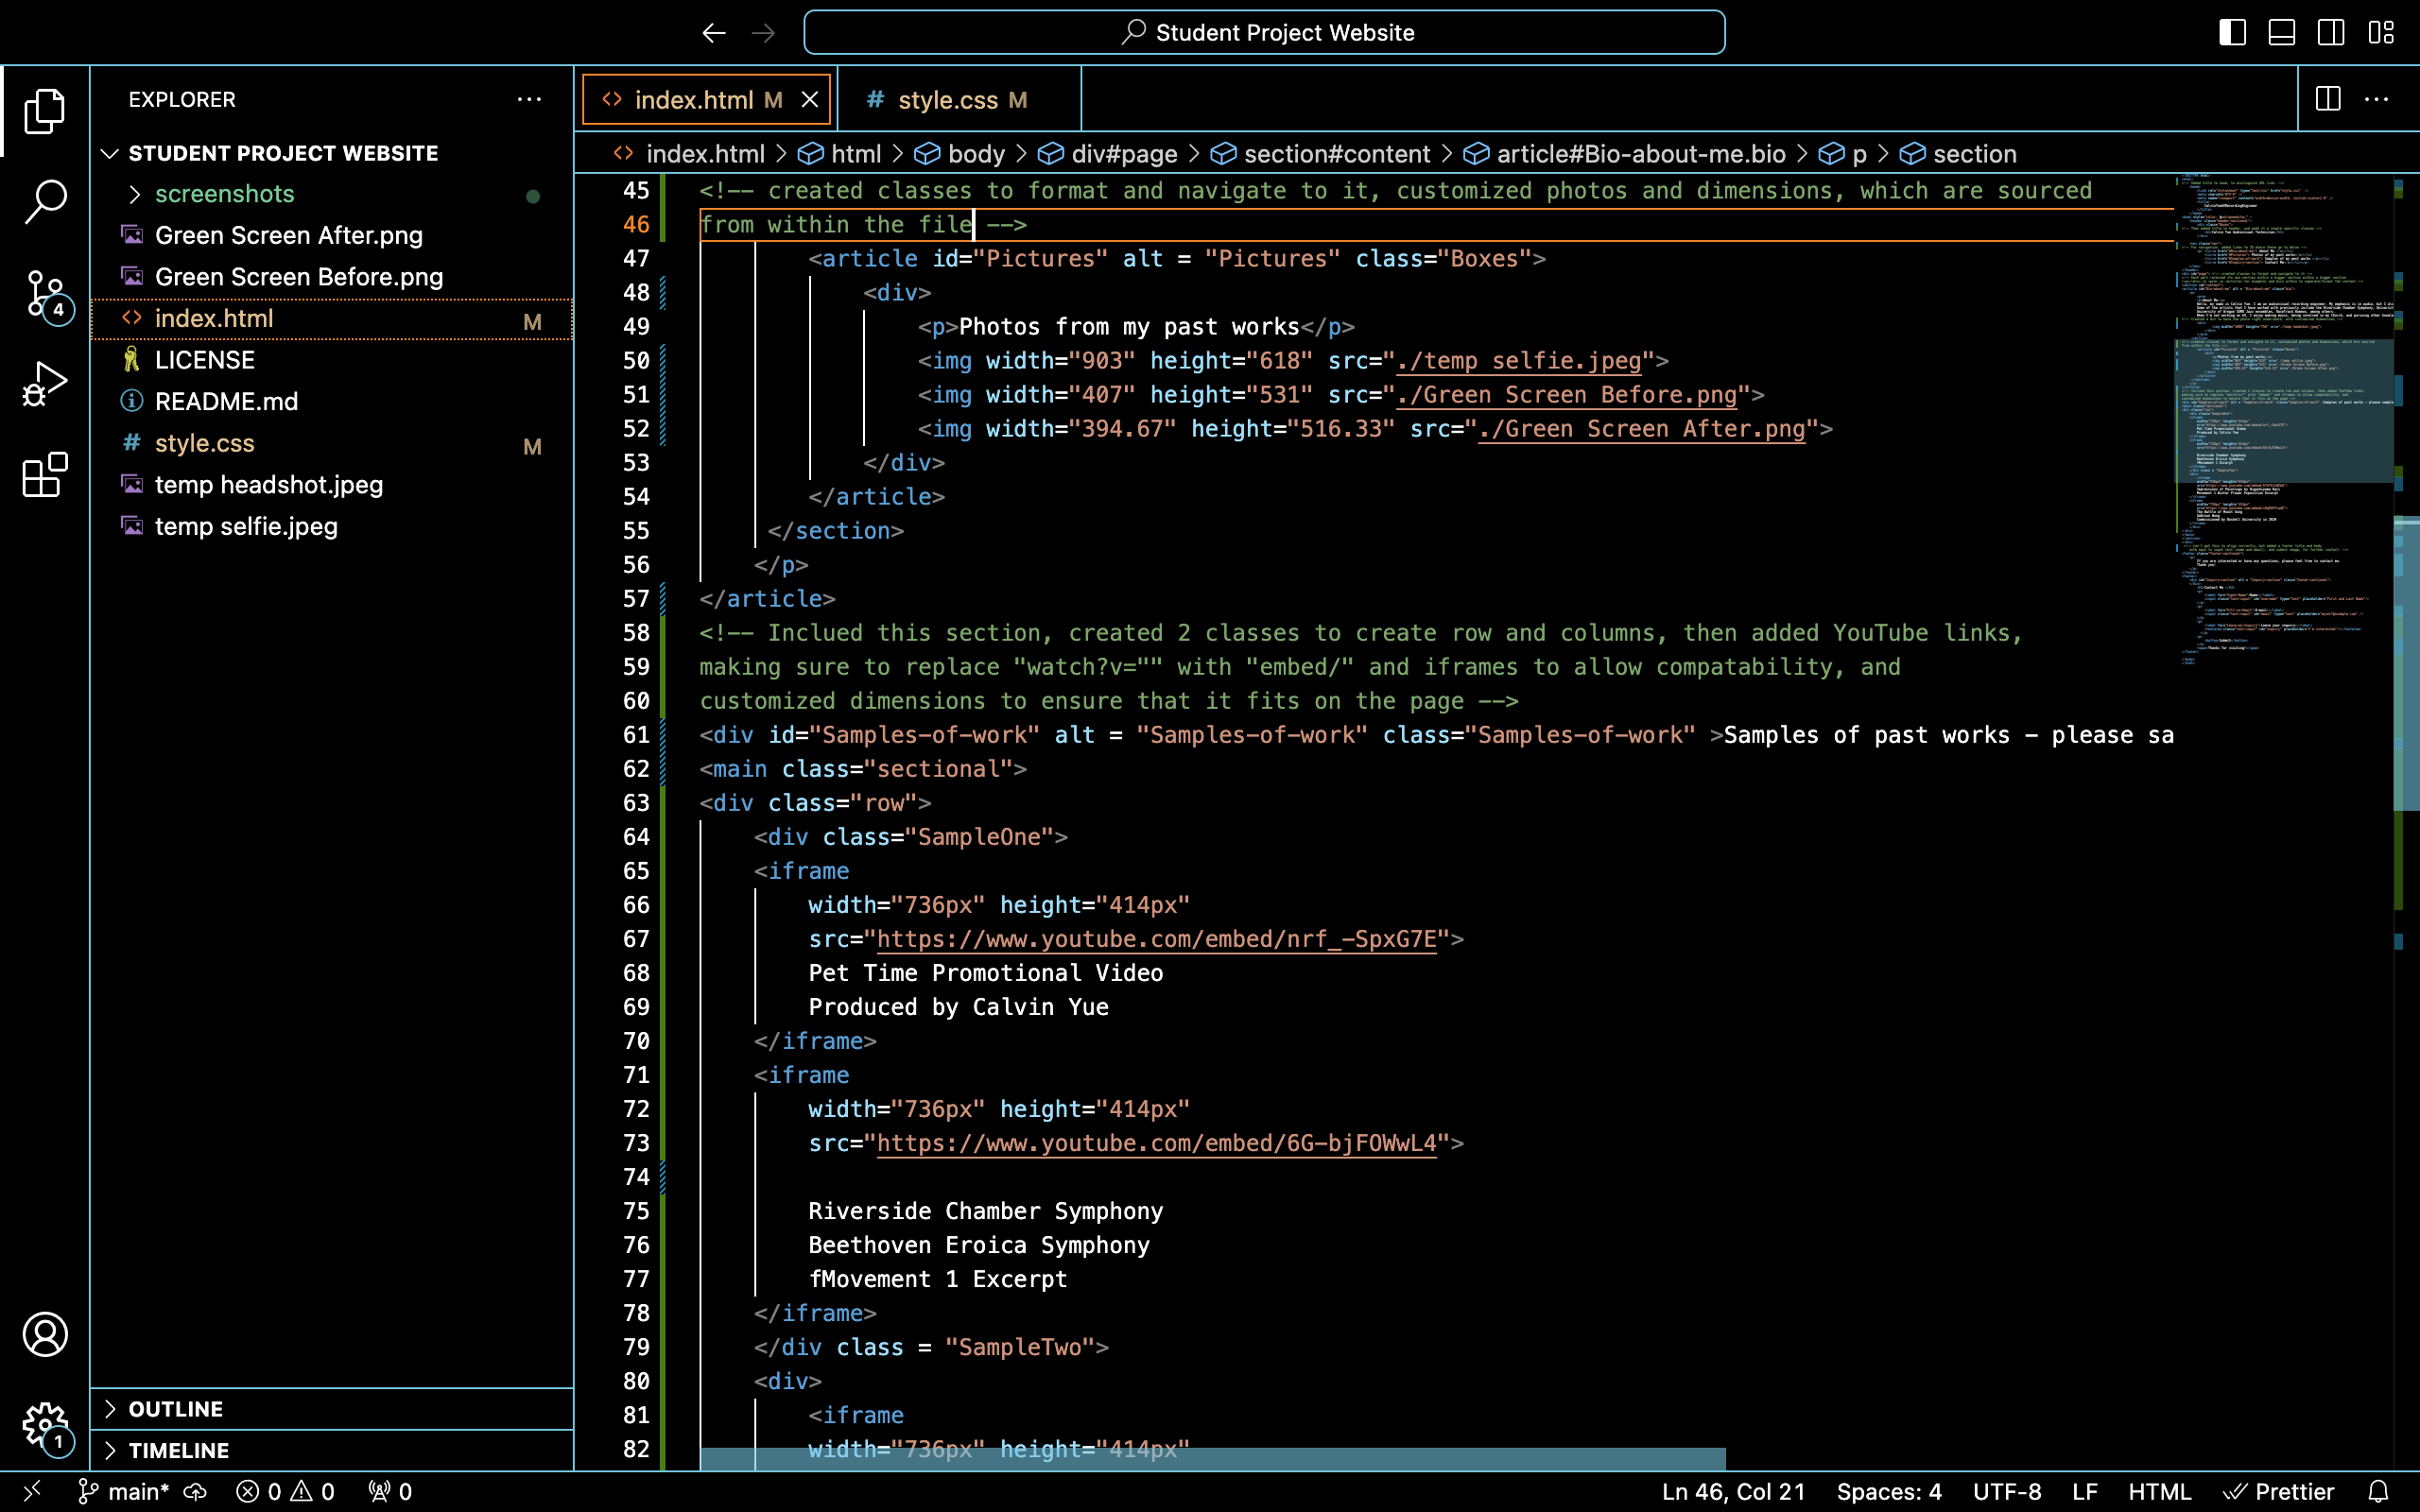 Student Project Website
EXPLORER
STUDENT PROJECT WEBSITE
screenshots
Green Screen After.png
Green Screen Before.png
index.html M
LICENSE
README.md
style.css M
temp headshot.jpeg
temp selfie.jpeg
OUTLINE
TIMELINE
4
1
index.html M
style.css M
index.html > html > body > div#page > section#content > article#Bio-about-me.bio > p > section
45 <!-- created classes to format and navigate to it, customized photos and dimensions, which are sourced
46 from within the file -->
47 <article id="Pictures" alt = "Pictures" class="Boxes">
48 <div>
49 <p>Photos from my past works</p>
50 <img width="903" height="618" src="./temp selfie.jpeg">
51 <img width="407" height="531" src="./Green Screen Before.png">
52 <img width="394.67" height="516.33" src="./Green Screen After.png">
53 </div>
54 </article>
55 </section>
56 </p>
57 </article>
58 <!-- Inclued this section, created 2 classes to create row and columns, then added YouTube links,
59 making sure to replace "watch?v="" with "embed/" and iframes to allow compatability, and
60 customized dimensions to ensure that it fits on the page -->
61 <div id="Samples-of-work" alt = "Samples-of-work" class="Samples-of-work" >Samples of past works - please sa
62 <main class="sectional">
63 <div class="row">
64 <div class="SampleOne">
65 <iframe
66 width="736px" height="414px"
67 src="https://www.youtube.com/embed/nrf_-SpxG7E">
68 Pet Time Promotional Video
69 Produced by Calvin Yue
70 </iframe>
71 <iframe
72 width="736px" height="414px"
73 src="https://www.youtube.com/embed/6G-bjFOWwL4">
74
75 Riverside Chamber Symphony
76 Beethoven Eroica Symphony
77 fMovement 1 Excerpt
78 </iframe>
79 </div class = "SampleTwo">
80 <div>
81 <iframe
82 width="736px" height="414px"
main* 0 0 0
Ln 46, Col 21 Spaces: 4 UTF-8 LF HTML Prettier